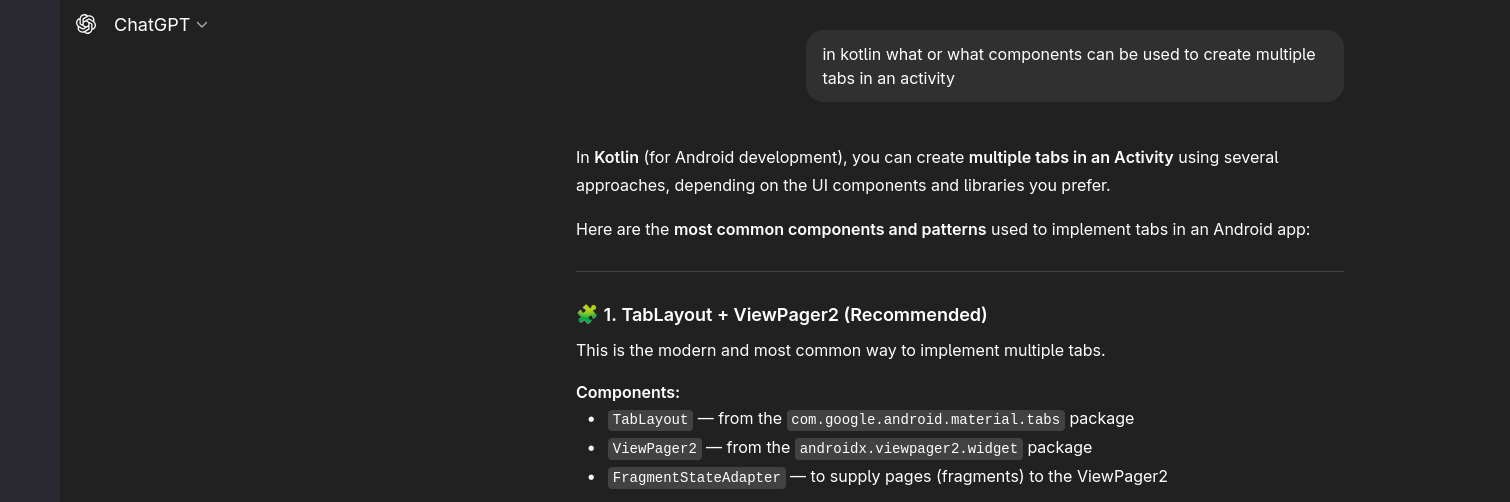 ChatGPT
in kotlin what or what components can be used to create multiple
tabs in an activity
In Kotlin (for Android development), you can create multiple tabs in an Activity using several
approaches, depending on the UI components and libraries you prefer.
Here are the most common components and patterns used to implement tabs in an Android app:
🧩 1. TabLayout + ViewPager2 (Recommended)
This is the modern and most common way to implement multiple tabs.
Components:
• TabLayout — from the com.google.android.material.tabs package
• ViewPager2 — from the androidx.viewpager2.widget package
• FragmentStateAdapter — to supply pages (fragments) to the ViewPager2